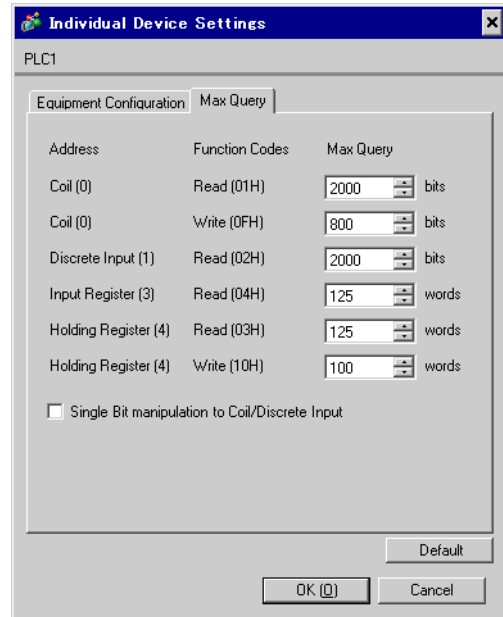 Individual Device Settings
PLC1
Equipment Configuration Max Query
Address Function Codes Max Query
Coil (0) Read (01H) 2000 bits
Coil (0) Write (0FH) 800 bits
Discrete Input (1) Read (02H) 2000 bits
Input Register (3) Read (04H) 125 words
Holding Register (4) Read (03H) 125 words
Holding Register (4) Write (10H) 100 words
Single Bit manipulation to Coil/Discrete Input
Default
OK (O) Cancel